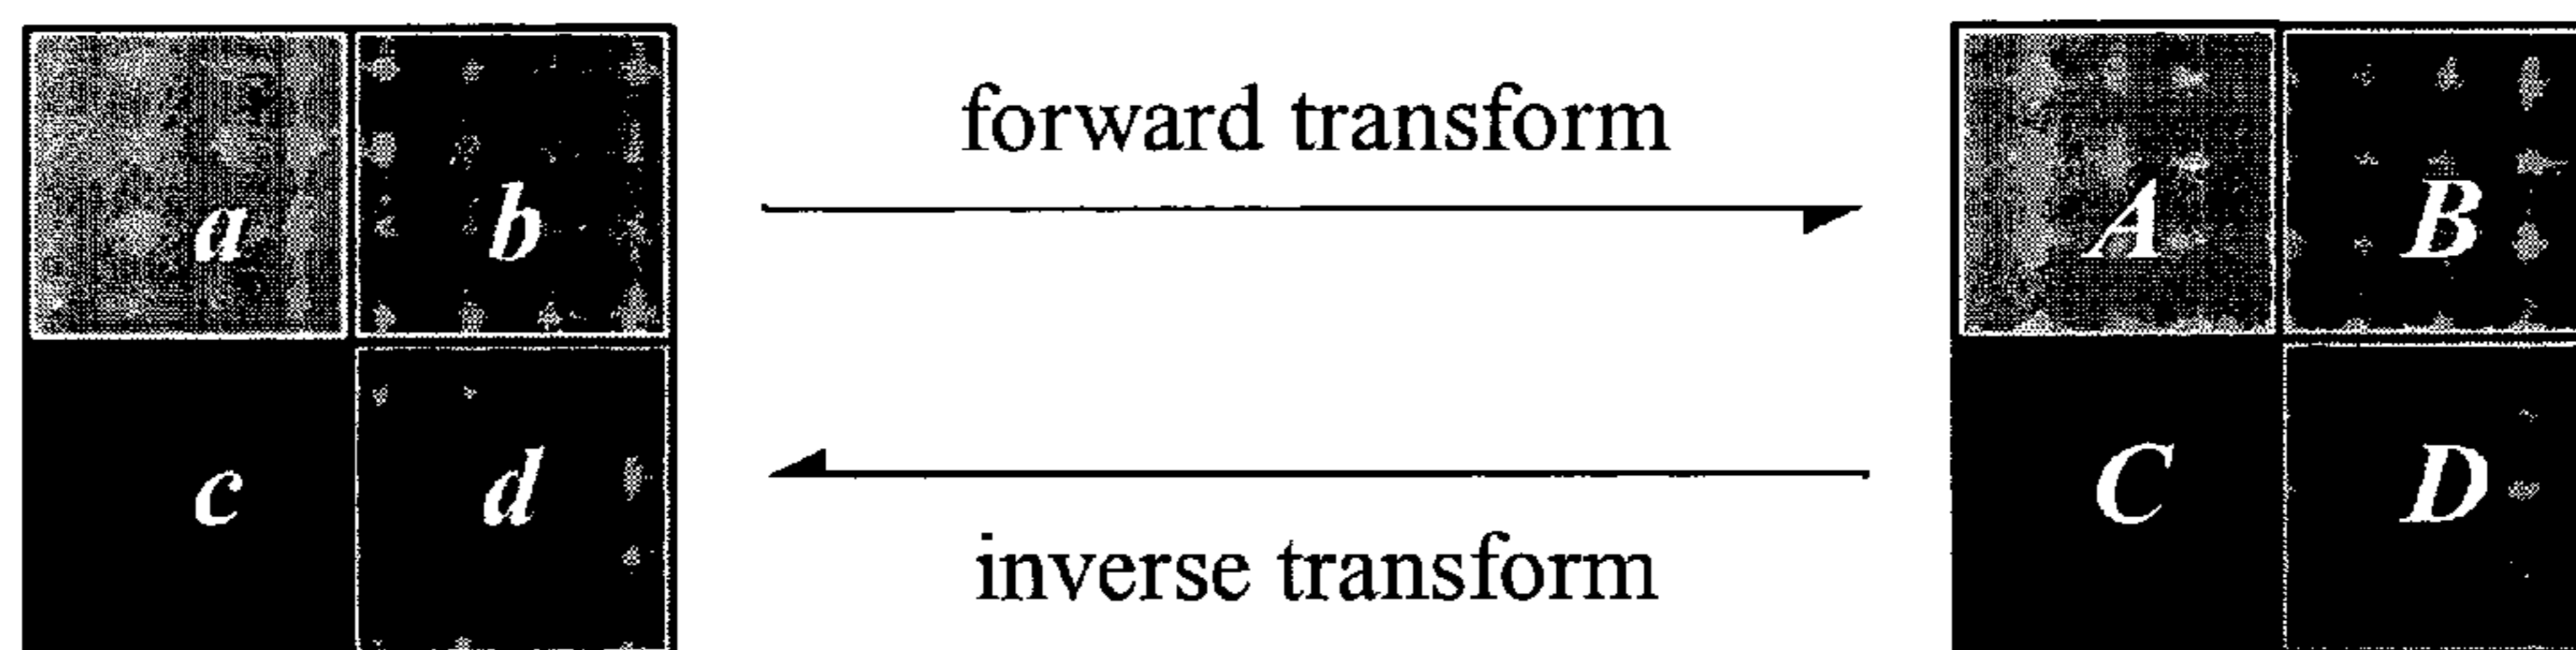 forward transform
a b
A B
c d
C D
inverse transform